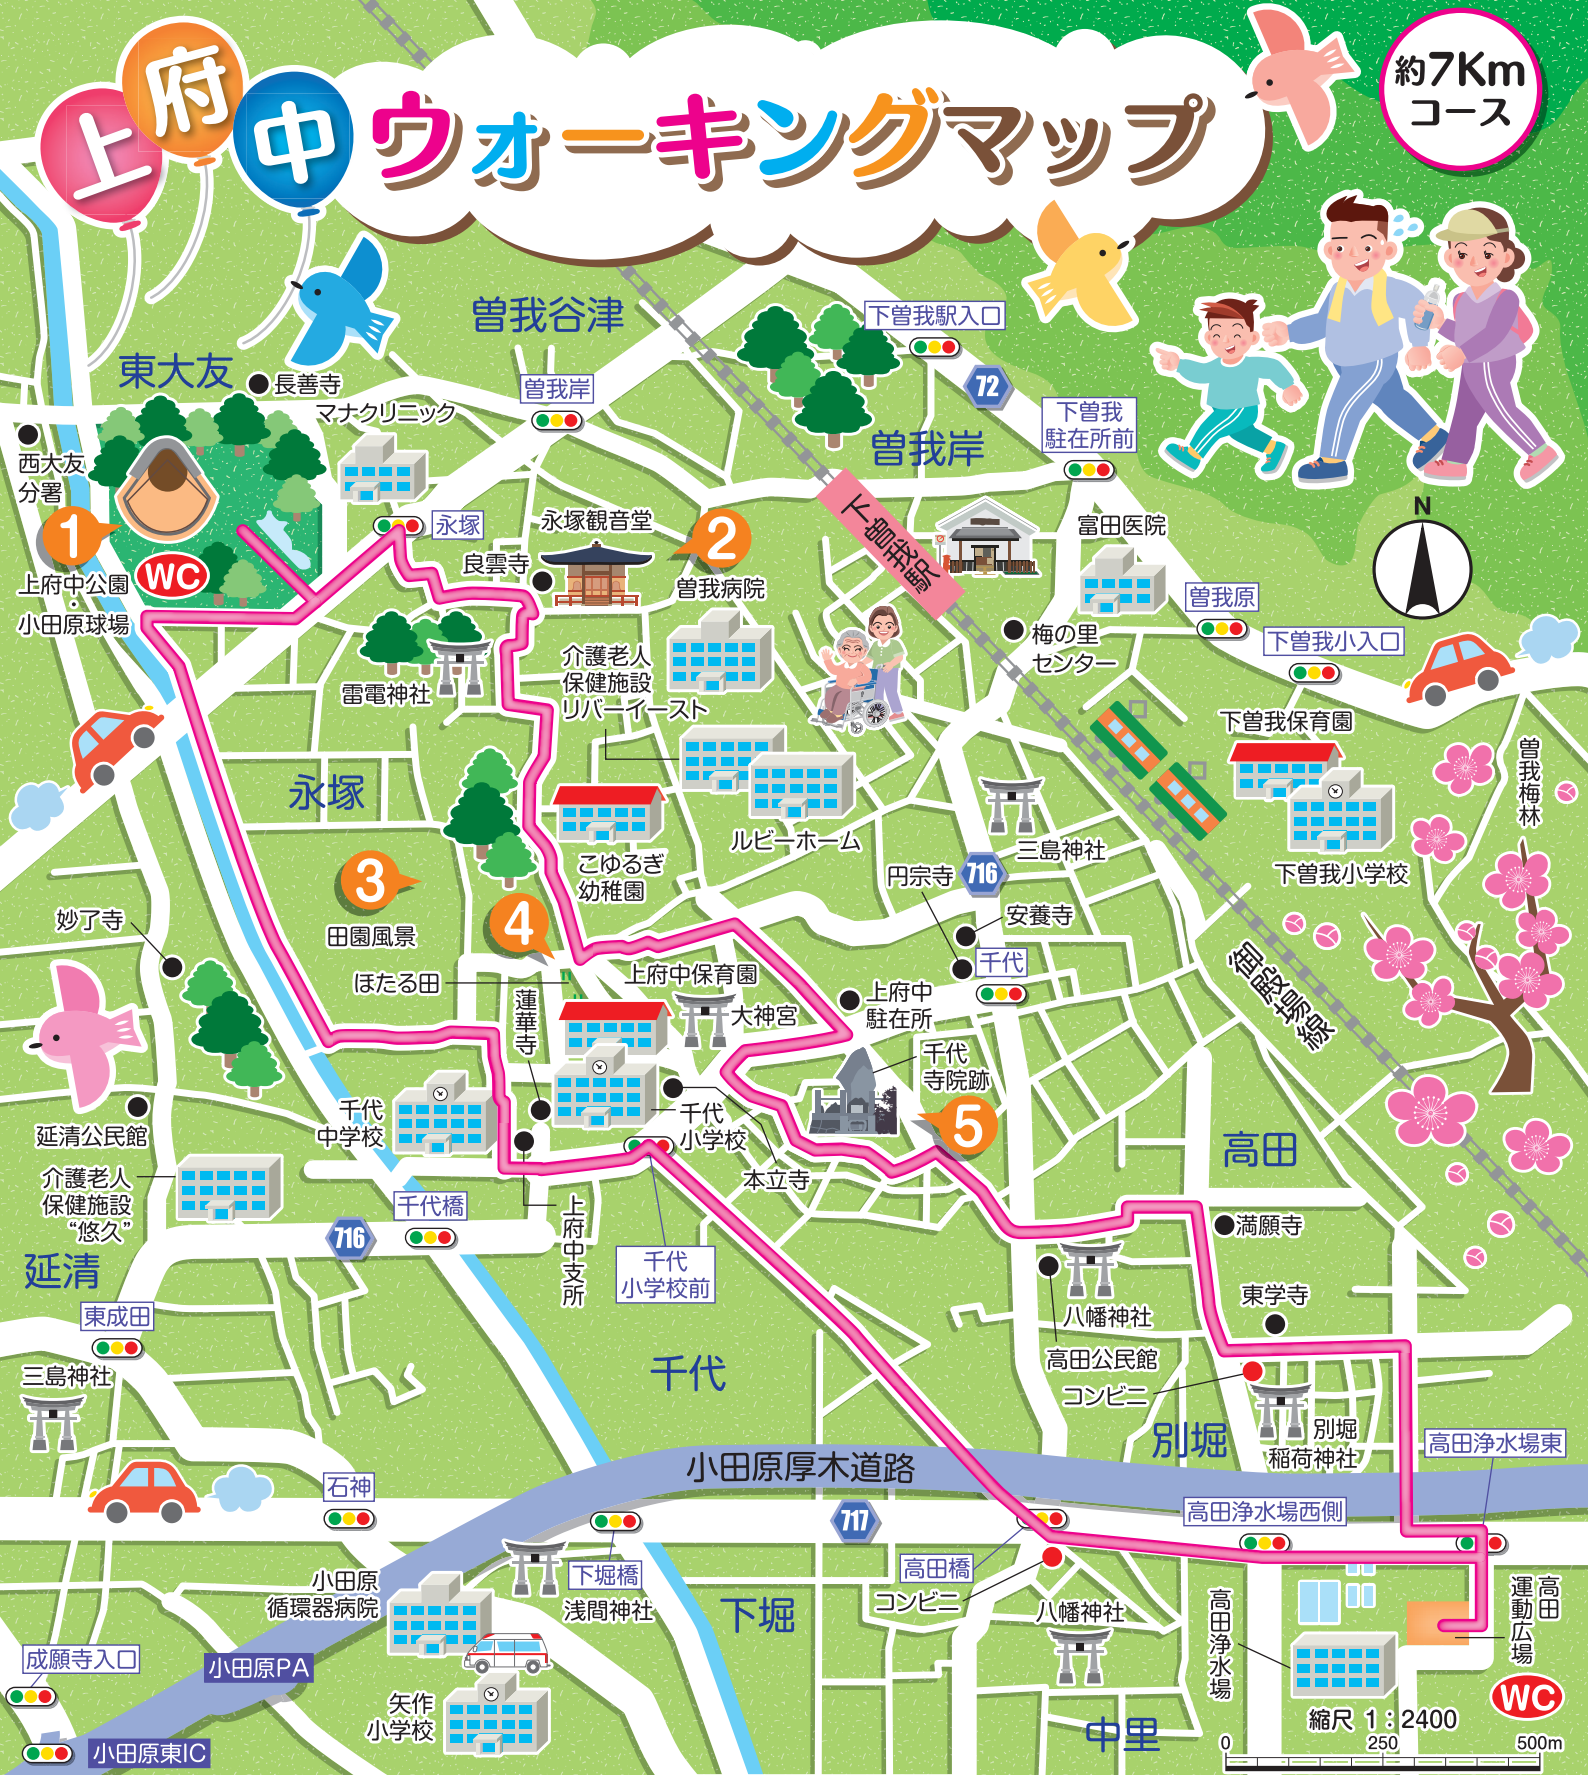 上府中ウォーキングマップ
約7Km
コース
曽我谷津
下曽我駅入口
72
東大友
長善寺
マナクリニック
曽我岸
下曽我
駐在所前
曽我岸
西大友
分署
1
永塚
永塚観音堂
2
下曽我駅
富田医院
N
WC
良雲寺
曽我病院
曽我原
上府中公園
・
小田原球場
梅の里
センター
下曽我小入口
介護老人
保健施設
リバーイースト
雷電神社
下曽我保育園
曽我梅林
永塚
ルビーホーム
三島神社
こゆるぎ
幼稚園
円宗寺
716
下曽我小学校
3
妙了寺
4
安養寺
田園風景
千代
御殿場線
ほたる田
上府中保育園
蓮華寺
大神宮
上府中
駐在所
千代
寺院跡
千代
中学校
千代
小学校
5
延清公民館
本立寺
高田
介護老人
保健施設
“悠久”
千代橋
716
上府中支所
満願寺
延清
千代
小学校前
東成田
八幡神社
東学寺
三島神社
千代
高田公民館
コンビニ
別堀
別堀
稲荷神社
高田浄水場東
小田原厚木道路
石神
717
高田浄水場西側
下堀橋
高田橋
小田原
循環器病院
浅間神社
下堀
コンビニ
八幡神社
高田浄水場
高田
運動広場
成願寺入口
小田原PA
WC
矢作
小学校
中里
縮尺 1：2400
小田原東IC
0 250 500m